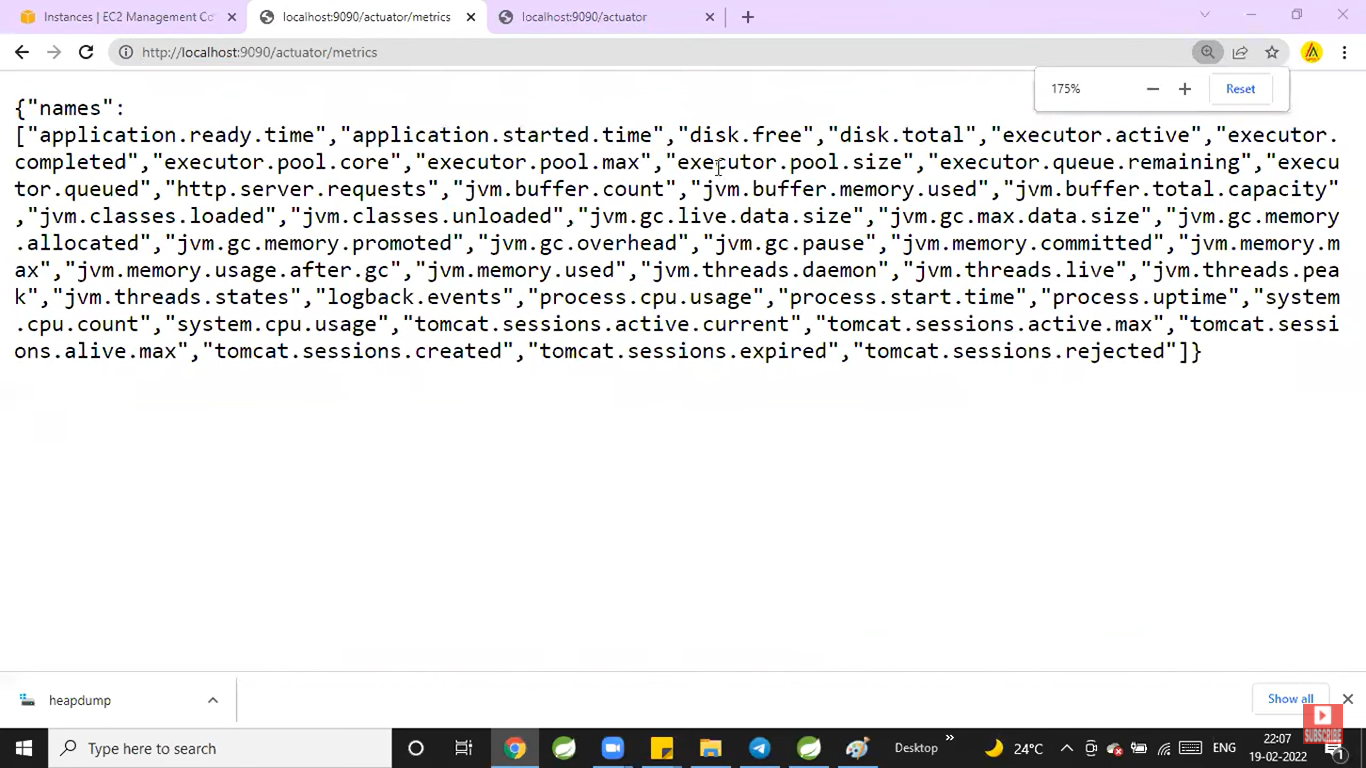 Instances | EC2 Management Co
localhost:9090/actuator/metrics
localhost:9090/actuator
http://localhost:9090/actuator/metrics
175%
Reset
{"names":
["application.ready.time","application.started.time","disk.free","disk.total","executor.active","executor.
completed","executor.pool.core","executor.pool.max","executor.pool.size","executor.queue.remaining","execu
tor.queued","http.server.requests","jvm.buffer.count","jvm.buffer.memory.used","jvm.buffer.total.capacity"
,"jvm.classes.loaded","jvm.classes.unloaded","jvm.gc.live.data.size","jvm.gc.max.data.size","jvm.gc.memory
.allocated","jvm.gc.memory.promoted","jvm.gc.overhead","jvm.gc.pause","jvm.memory.committed","jvm.memory.m
ax","jvm.memory.usage.after.gc","jvm.memory.used","jvm.threads.daemon","jvm.threads.live","jvm.threads.pea
k","jvm.threads.states","logback.events","process.cpu.usage","process.start.time","process.uptime","system
.cpu.count","system.cpu.usage","tomcat.sessions.active.current","tomcat.sessions.active.max","tomcat.sessi
ons.alive.max","tomcat.sessions.created","tomcat.sessions.expired","tomcat.sessions.rejected"]}
heapdump
Show all
SUBSCRIBE
Type here to search
Desktop
24°C
ENG
22:07
19-02-2022
1